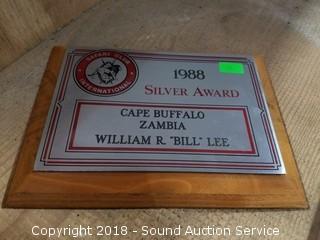 SAFARI CLUB
INTERNATIONAL
1988
SILVER AWARD
CAPE BUFFALO
ZAMBIA
WILLIAM R. "BILL" LEE
Copyright 2018 - Sound Auction Service